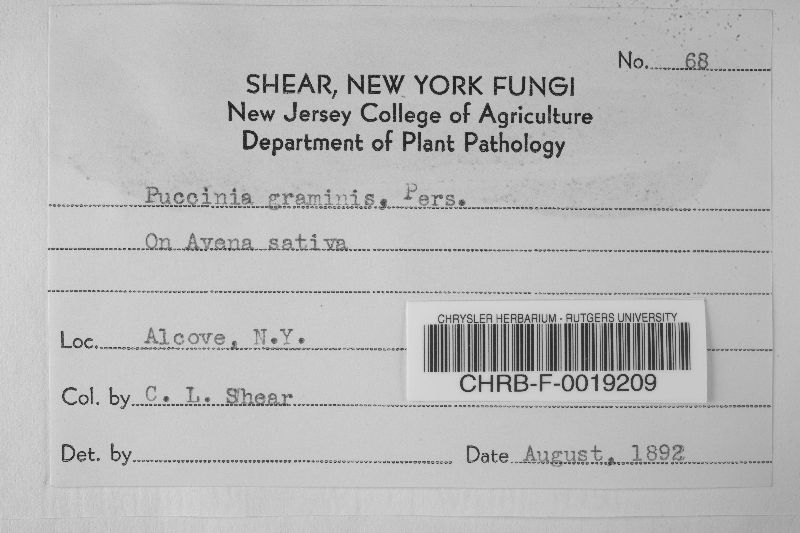 No. 68
SHEAR, NEW YORK FUNGI
New Jersey College of Agriculture
Department of Plant Pathology
Puccinia graminis, Pers.
On Avena sativa
Loc. Alcove, N.Y.
CHRYSLER HERBARIUM - RUTGERS UNIVERSITY
CHRB-F-0019209
Col. by C. L. Shear
Det. by
Date August, 1892